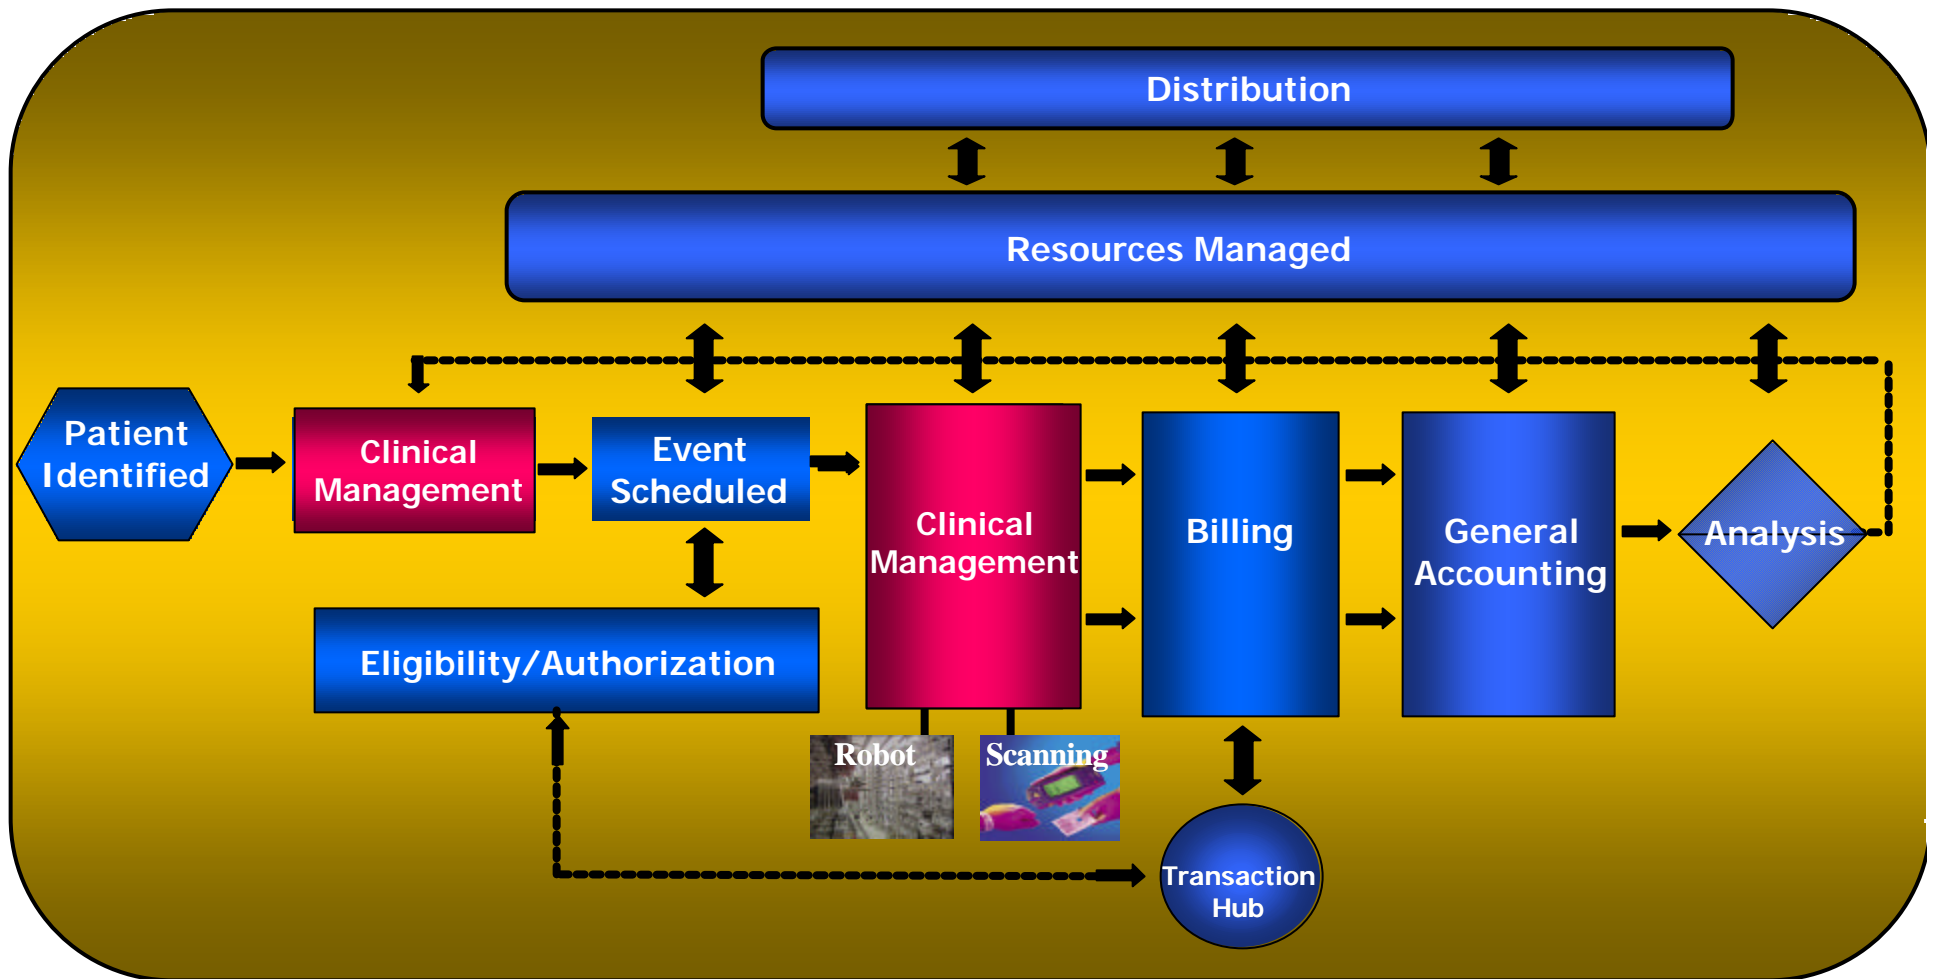 Distribution
Resources Managed
Patient
Identified
Clinical
Management
Event
Scheduled
Clinical
Management
Billing
General
Accounting
Analysis
Eligibility/Authorization
Robot
Scanning
Transaction
Hub